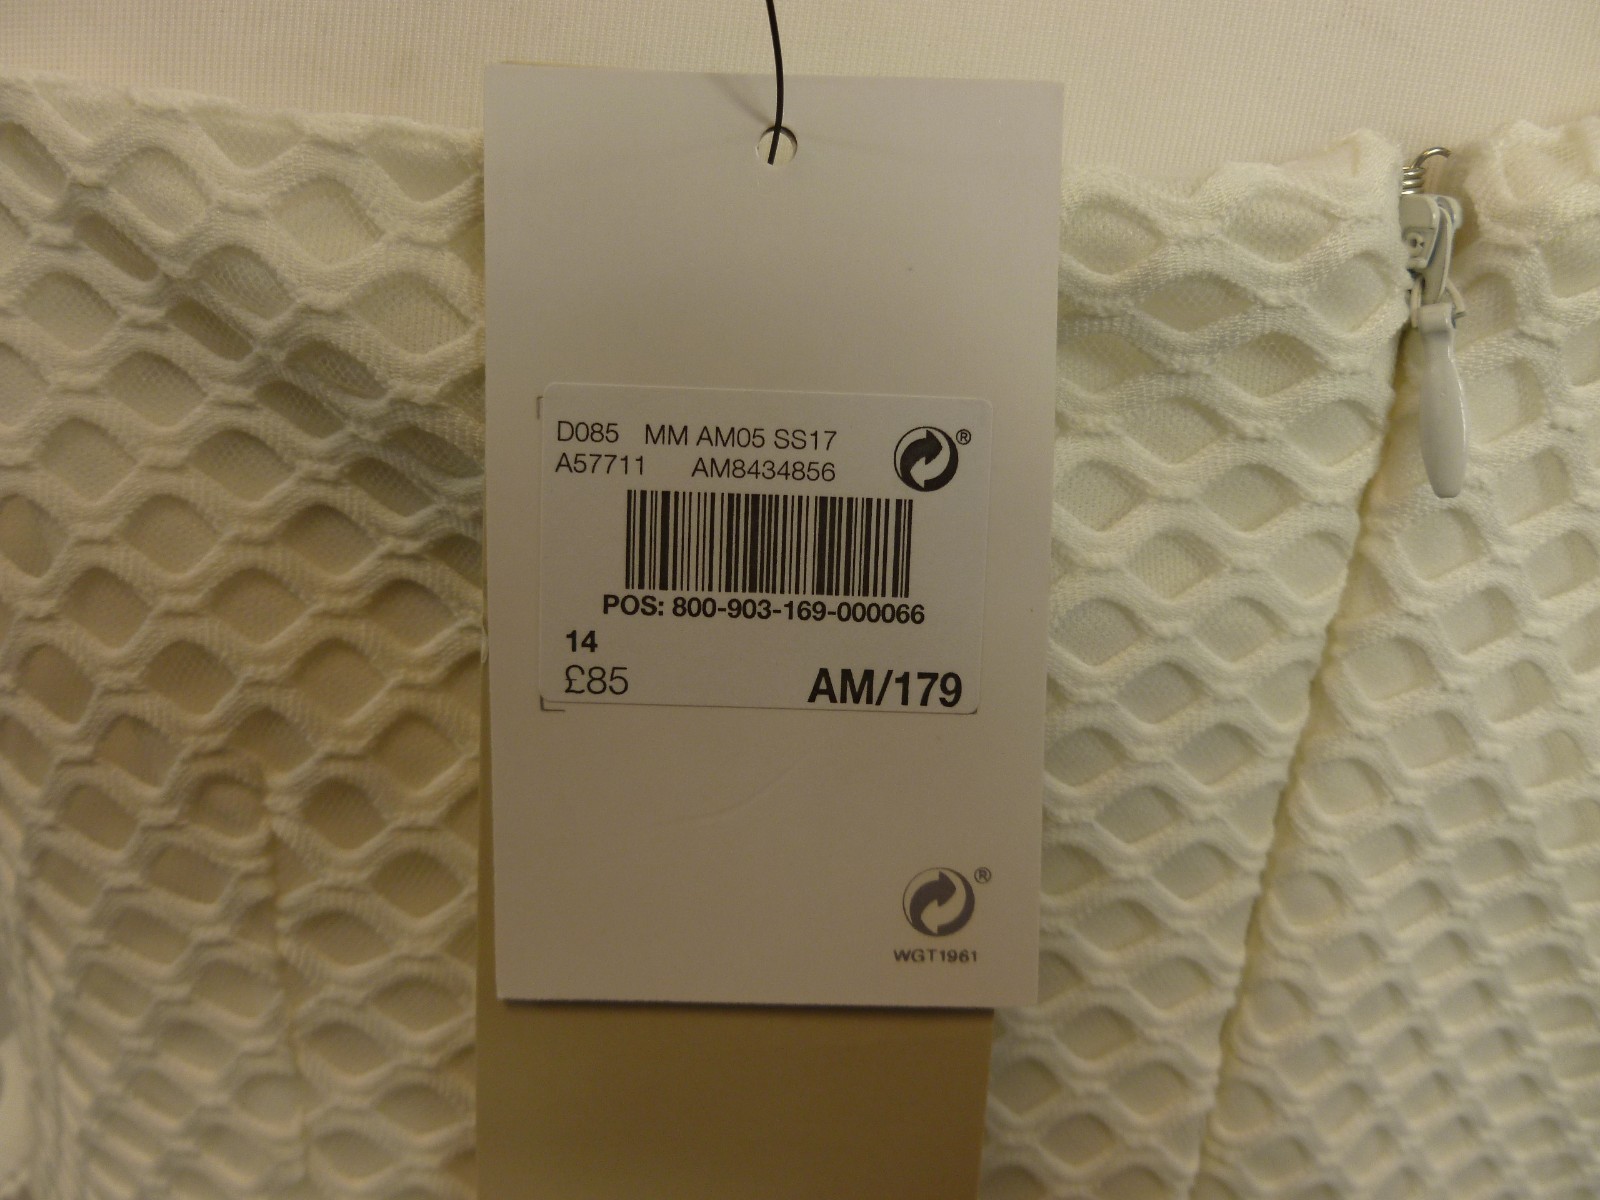 D085 MM AM05 SS17
A57711 AM8434856
®
POS: 800-903-169-000066
14
£85
AM/179
®
WGT1961